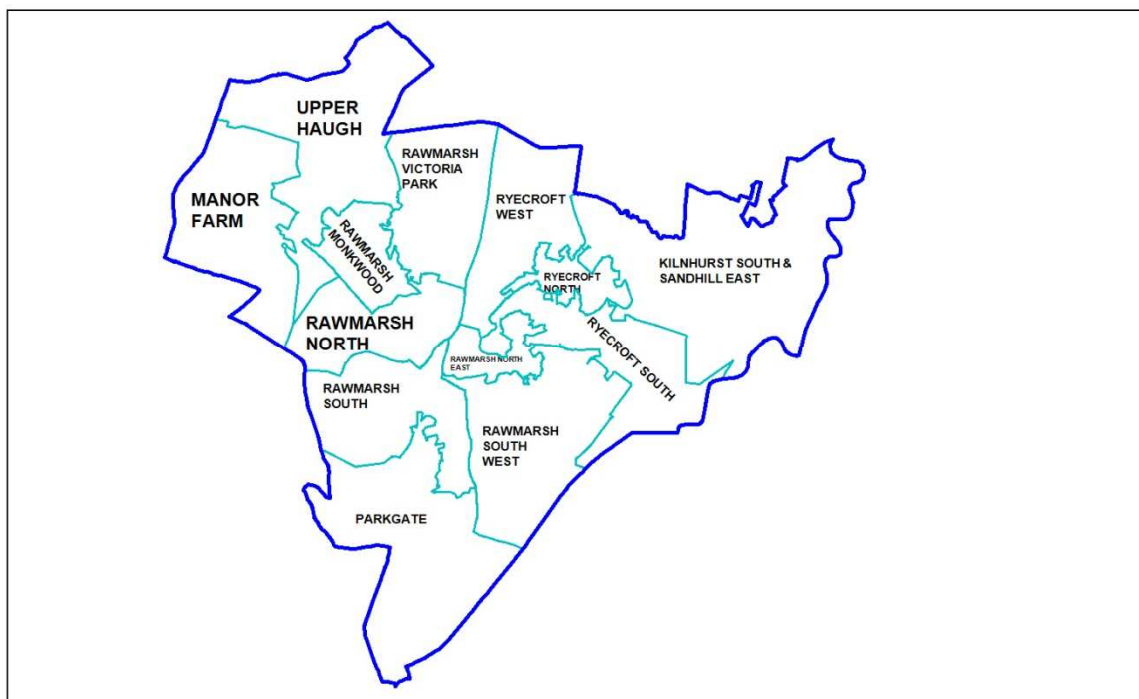 UPPER
HAUGH
RAWMARSH
VICTORIA
PARK
MANOR
FARM
RYECROFT
WEST
RAWMARSH
MONKWOOD
KILNHURST SOUTH &
SANDHILL EAST
RYECROFT
NORTH
RAWMARSH
NORTH
RYECROFT SOUTH
RAWMARSH NORTH
EAST
RAWMARSH
SOUTH
RAWMARSH
SOUTH
WEST
PARKGATE